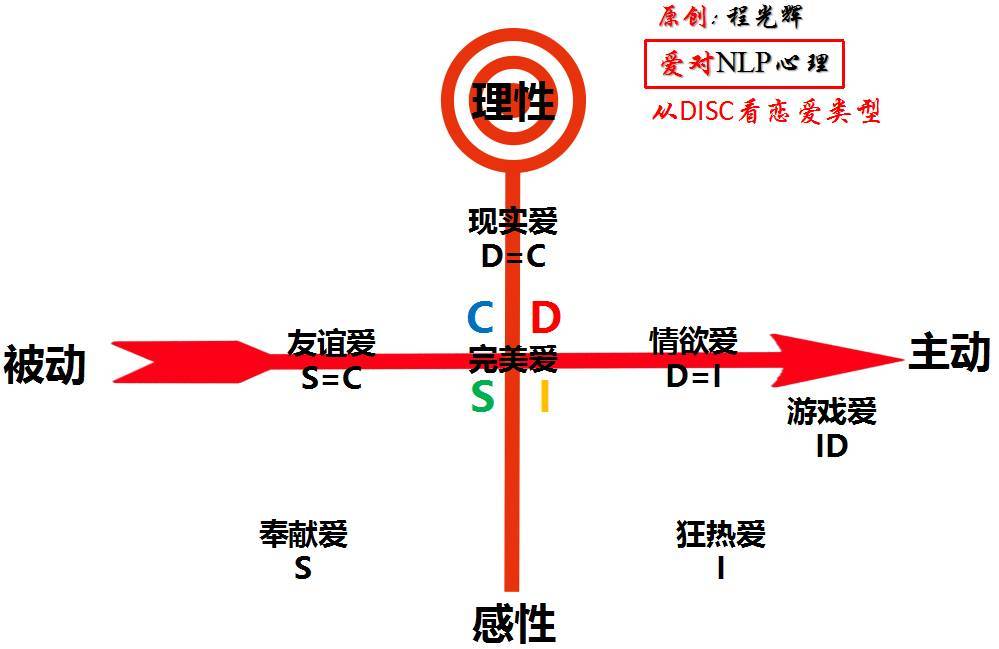 原创：程光辉
爱对NLP心理
从DISC看恋爱类型
理性
现实爱
D=C
C D
被动
友谊爱
S=C
完美爱
情欲爱
D=I
主动
S I
游戏爱
ID
奉献爱
S
狂热爱
I
感性